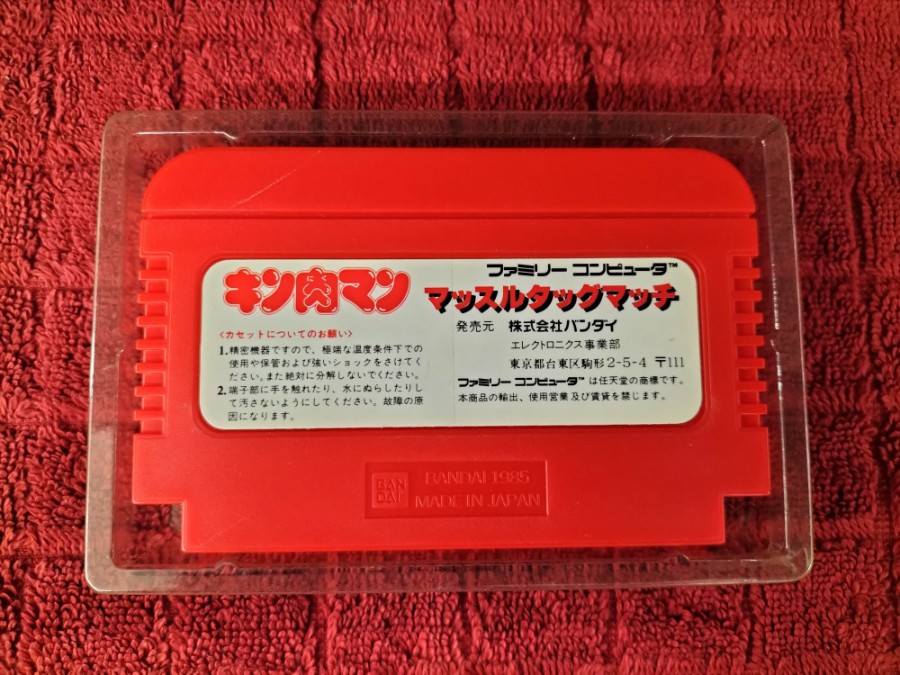 キン肉マン
<カセットについてのお願い>
1.精密機器ですので、極端な温度条件下での
使用や保管および強いショックをさけてく
ださい。また絶対に分解しないでください。
2.端子部に手を触れたり、水にぬらしたりし
て汚さないようにしてください。故障の原
因になります。
ファミリー コンピュータ™
マッスルタッグマッチ
発売元 株式会社バンダイ
エレクトロニクス事業部
東京都台東区駒形2-5-4 〒111
ファミリー コンピュータ™は任天堂の商標です。
本商品の輸出、使用営業及び賃貸を禁じます。
BAN
DAI
BANDAI 1985
MADE IN JAPAN